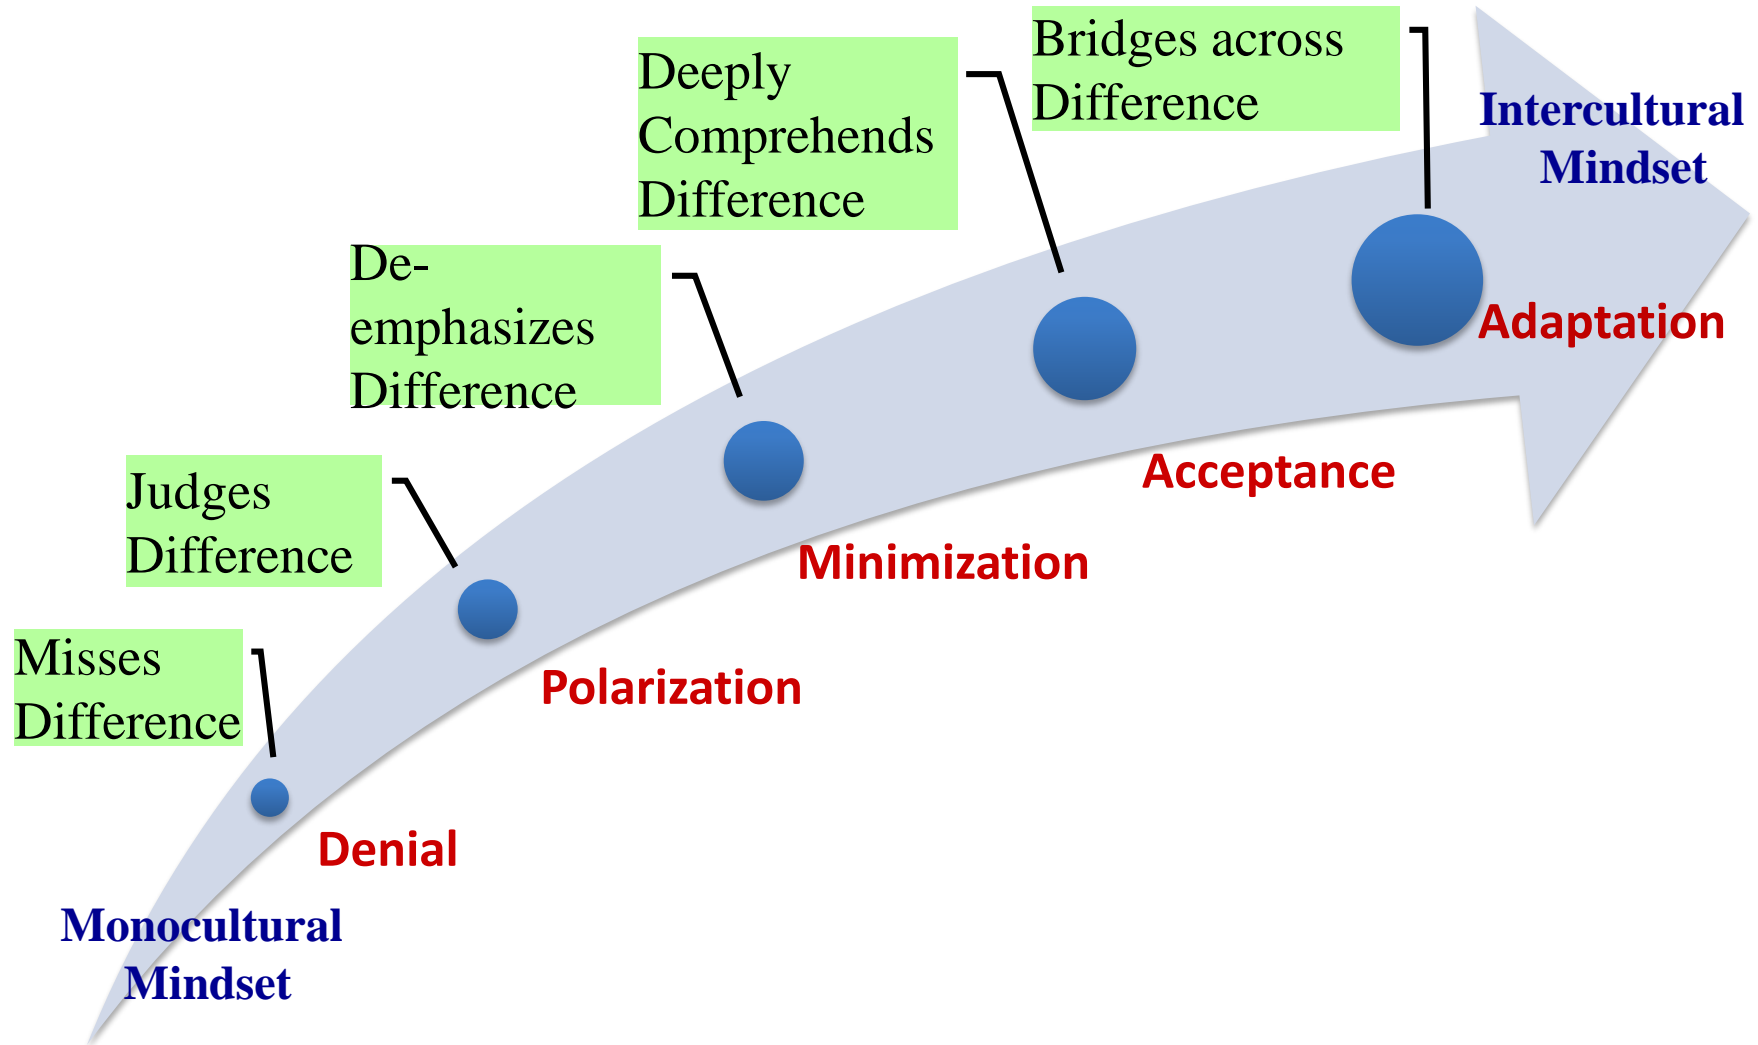 Bridges across
Difference
Intercultural
Mindset
Deeply
Comprehends
Difference
Adaptation
De-
emphasizes
Difference
Acceptance
Judges
Difference
Minimization
Misses
Difference
Polarization
Denial
Monocultural
Mindset